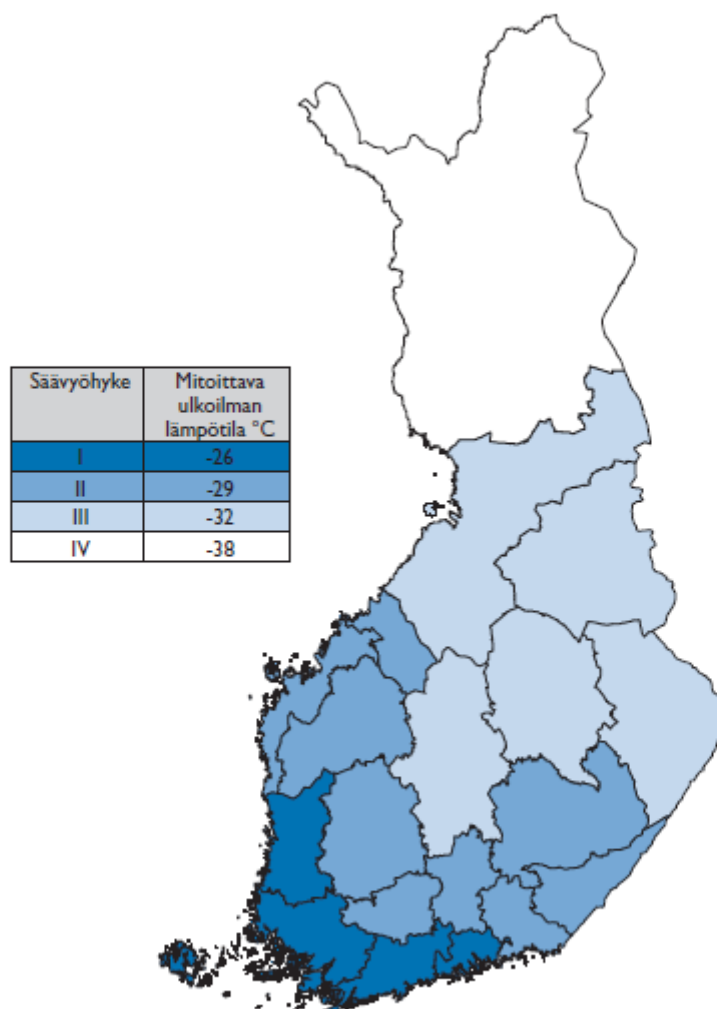 Säävyöhyke Mitoittava
ulkoilman
lämpötila °C
I -26
II -29
III -32
IV -38